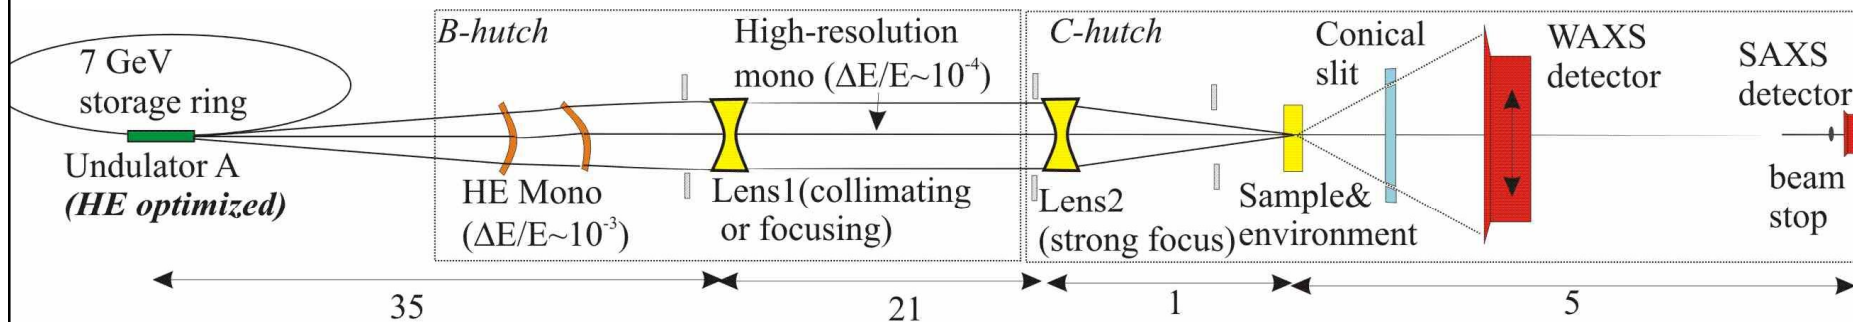 7 GeV
storage ring
Undulator A
(HE optimized)
B-hutch
HE Mono
(ΔE/E~10⁻³)
High-resolution
mono (ΔE/E~10⁻⁴)
Lens1(collimating
or focusing)
C-hutch
Lens2
(strong focus)
Conical
slit
Sample&
environment
WAXS
detector
SAXS
detector
beam
stop
35
21
1
5